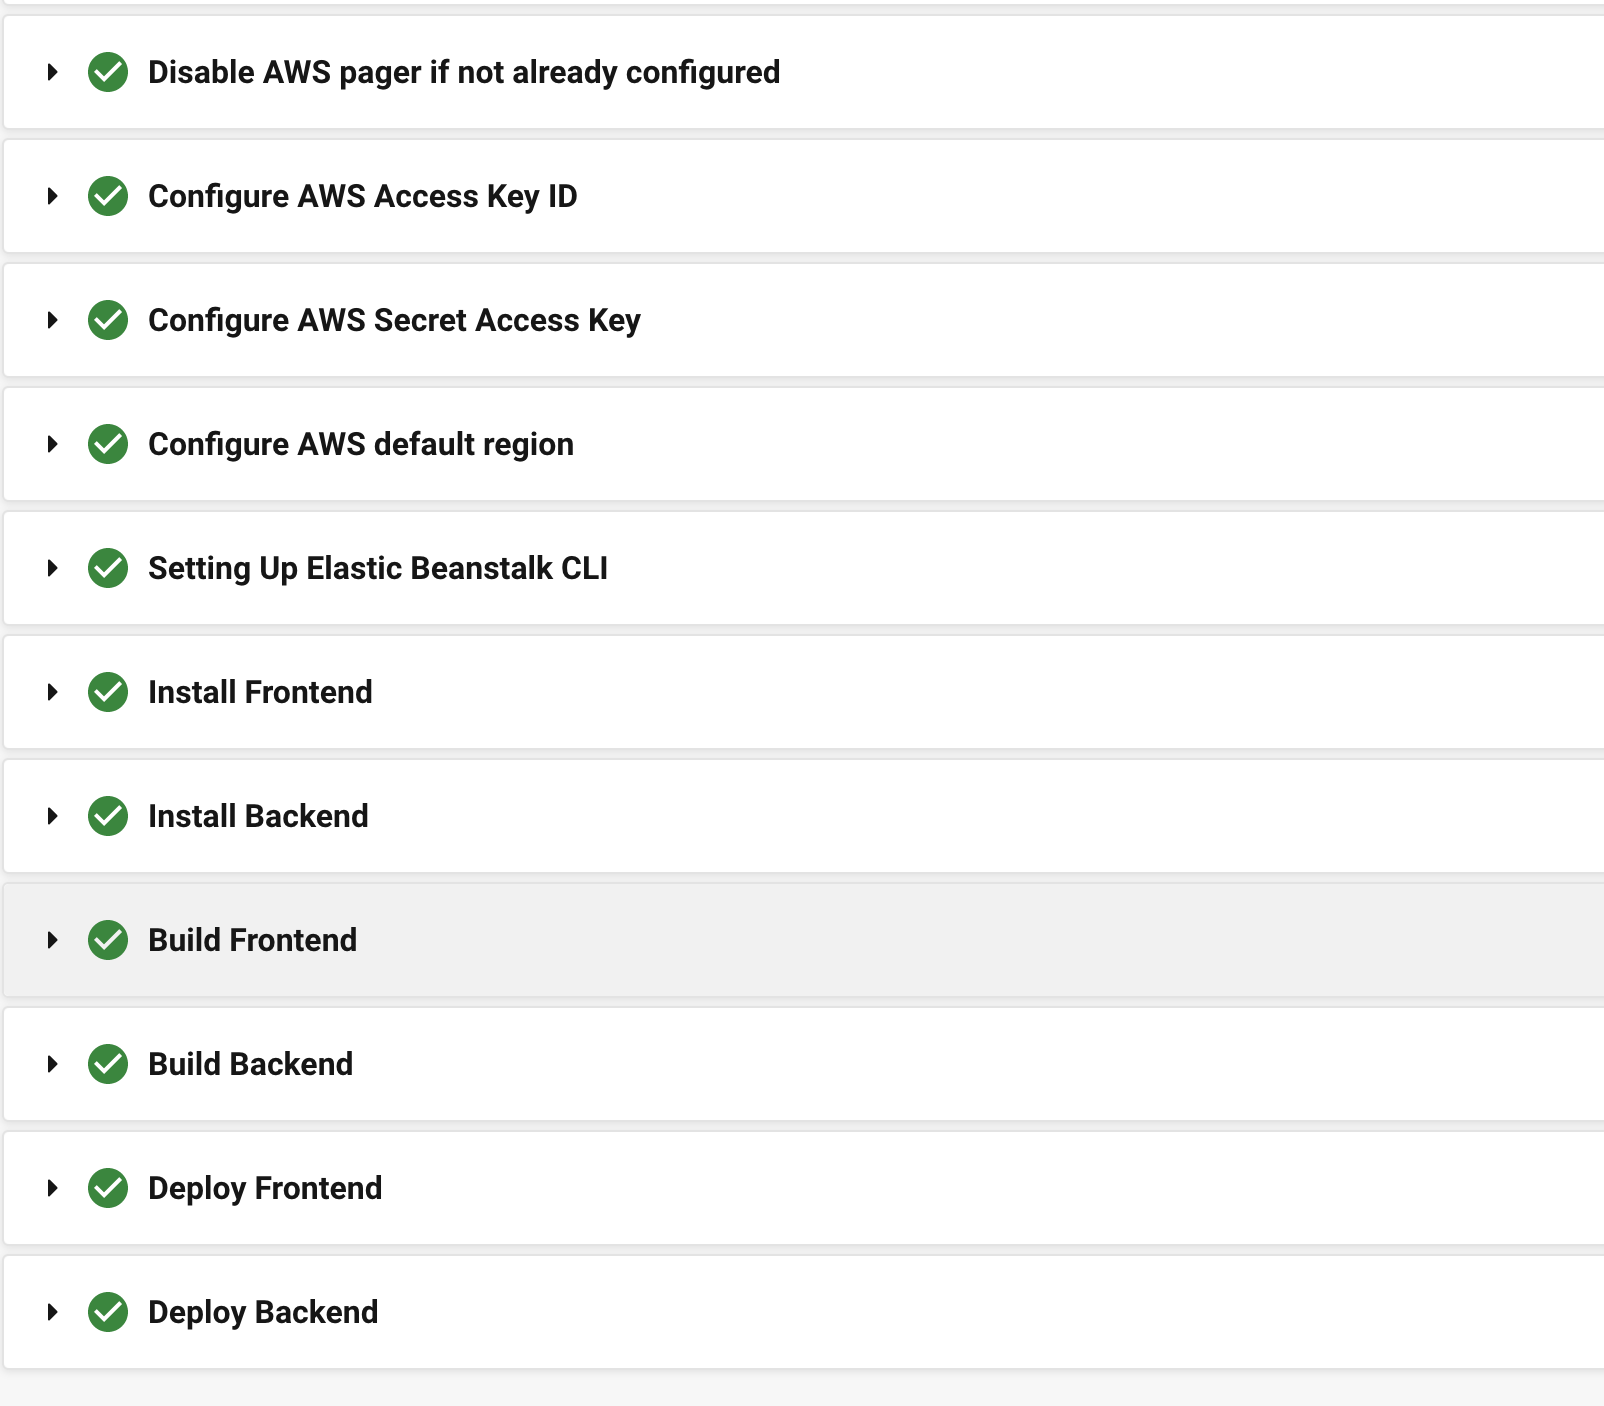 Disable AWS pager if not already configured
Configure AWS Access Key ID
Configure AWS Secret Access Key
Configure AWS default region
Setting Up Elastic Beanstalk CLI
Install Frontend
Install Backend
Build Frontend
Build Backend
Deploy Frontend
Deploy Backend